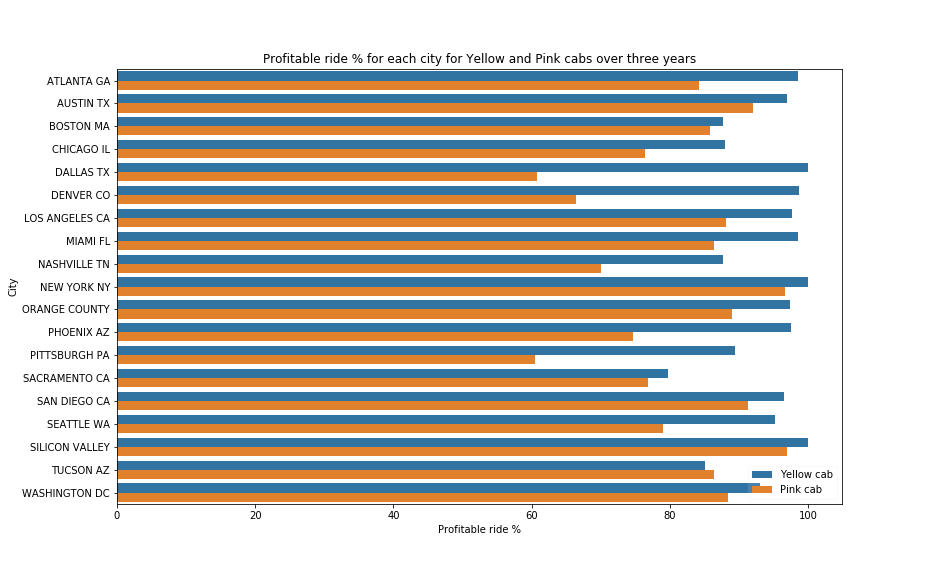 Profitable ride % for each city for Yellow and Pink cabs over three years
City
ATLANTA GA
AUSTIN TX
BOSTON MA
CHICAGO IL
DALLAS TX
DENVER CO
LOS ANGELES CA
MIAMI FL
NASHVILLE TN
NEW YORK NY
ORANGE COUNTY
PHOENIX AZ
PITTSBURGH PA
SACRAMENTO CA
SAN DIEGO CA
SEATTLE WA
SILICON VALLEY
TUCSON AZ
WASHINGTON DC
Yellow cab
Pink cab
0 20 40 60 80 100
Profitable ride %